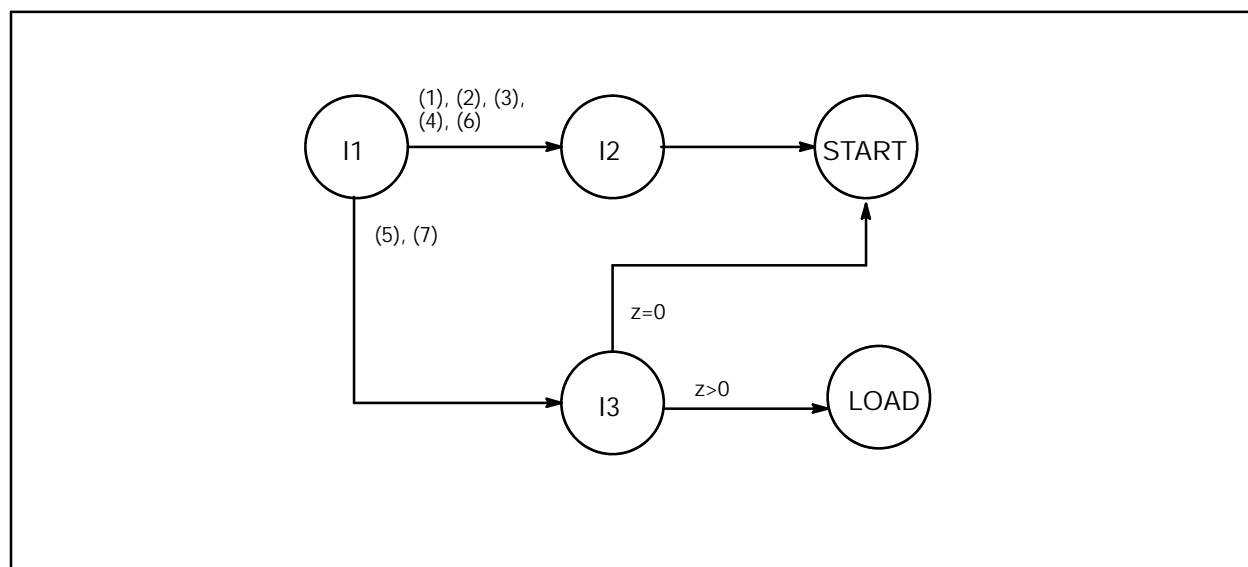 (1), (2), (3),
(4), (6)
I1
I2
START
(5), (7)
z=0
z>0
I3
LOAD